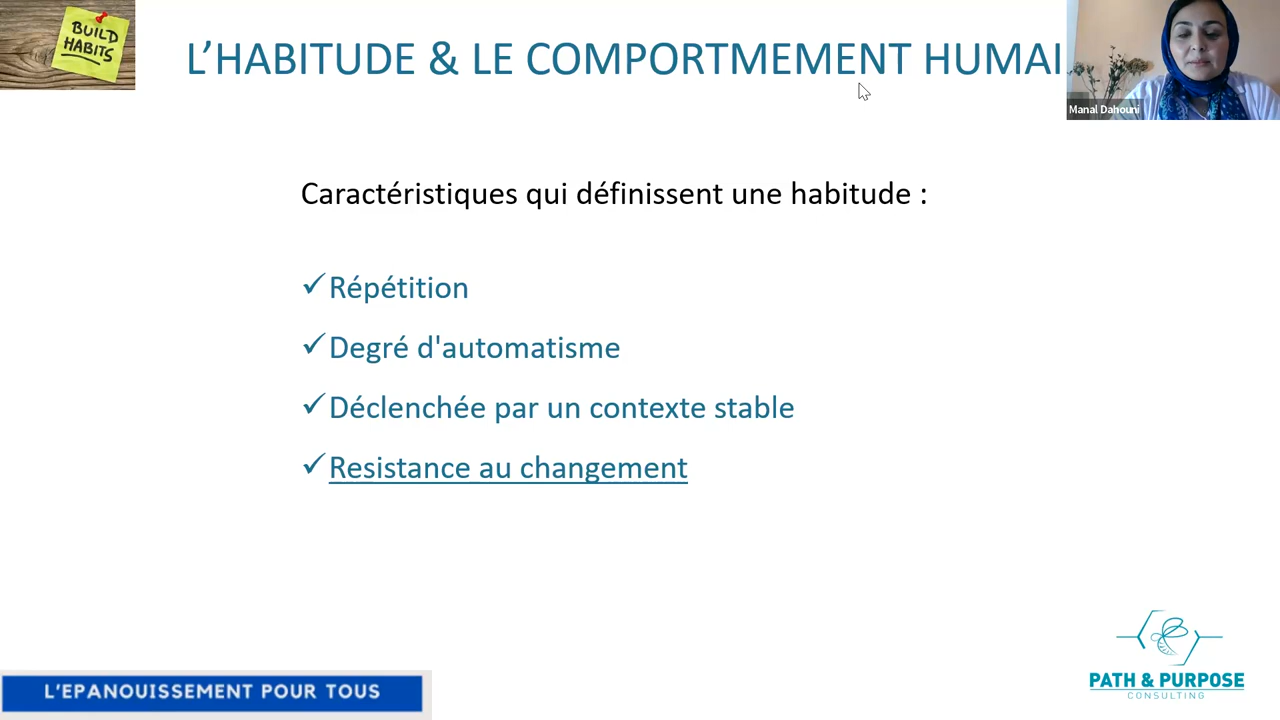 BUILD
HABITS
L’HABITUDE & LE COMPORTMEMENT HUMAI
Manal Dahouni
Caractéristiques qui définissent une habitude :
✓Répétition
✓Degré d'automatisme
✓Déclenchée par un contexte stable
✓Resistance au changement
L’EPANOUISSEMENT POUR TOUS
PATH & PURPOSE
CONSULTING